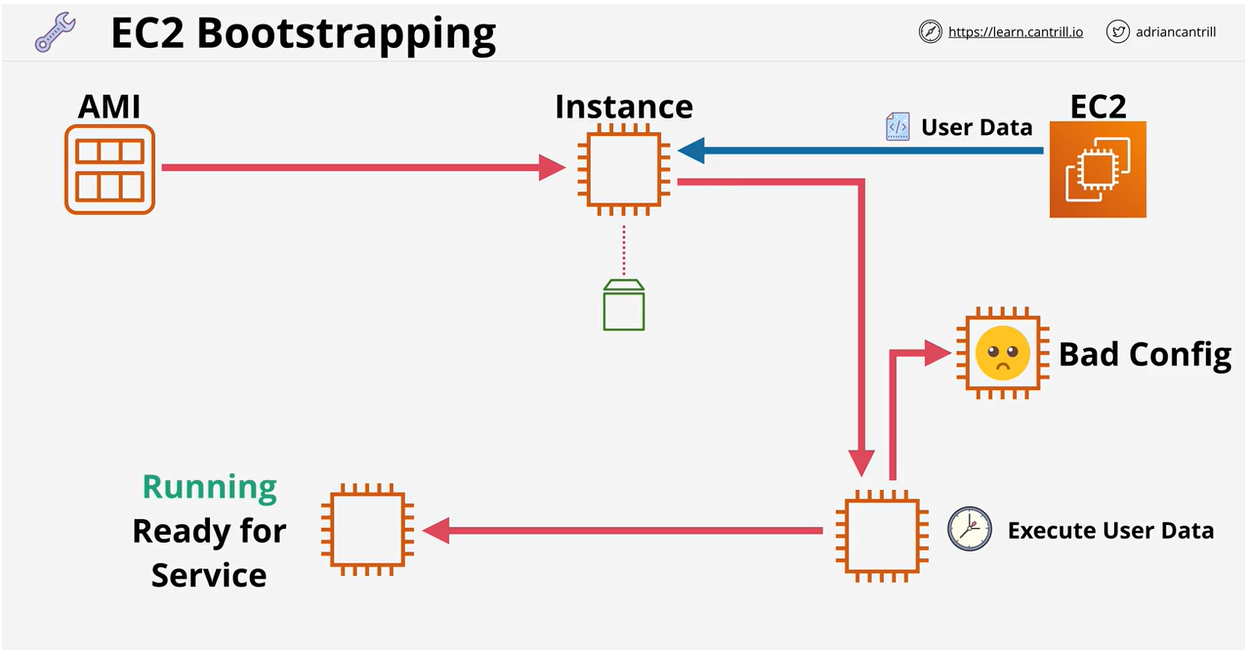 EC2 Bootstrapping
https://learn.cantrill.io
adriancantrill
AMI
Instance
User Data
EC2
Bad Config
Running
Ready for
Service
Execute User Data